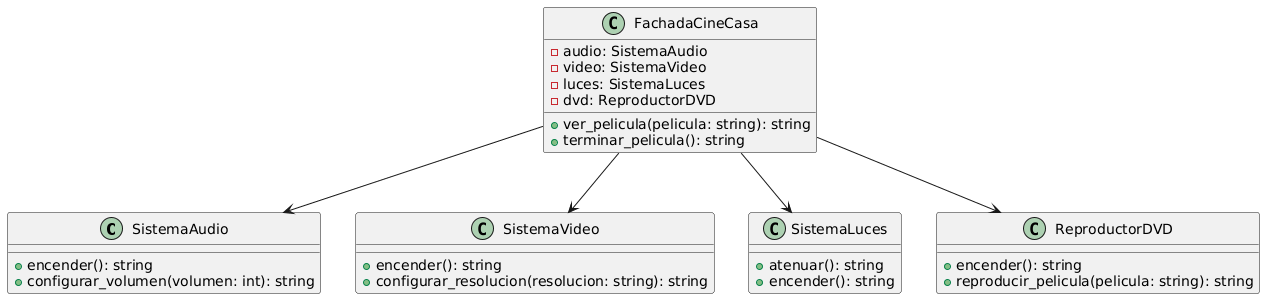 C FachadaCineCasa
audio: SistemaAudio
video: SistemaVideo
luces: SistemaLuces
dvd: ReproductorDVD
ver_pelicula(pelicula: string): string
terminar_pelicula(): string
C SistemaAudio
encender(): string
configurar_volumen(volumen: int): string
C SistemaVideo
encender(): string
configurar_resolucion(resolucion: string): string
C SistemaLuces
atenuar(): string
encender(): string
C ReproductorDVD
encender(): string
reproducir_pelicula(pelicula: string): string